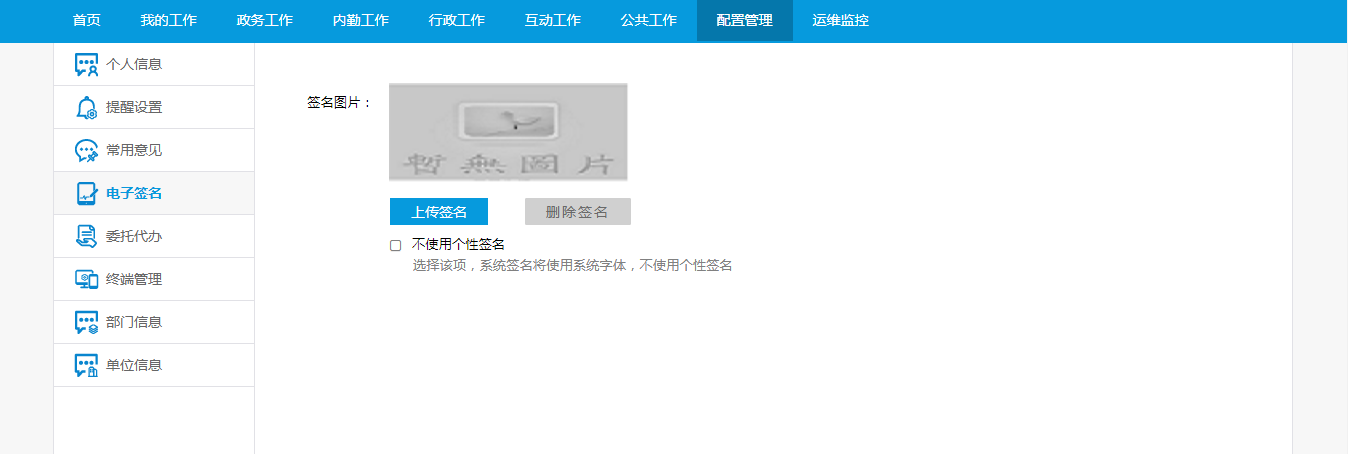 首页 我的工作 政务工作 内勤工作 行政工作 互动工作 公共工作 配置管理 运维监控
个人信息
提醒设置
常用意见
电子签名
委托代办
终端管理
部门信息
单位信息
签名图片：
暫無圖片
上传签名 删除签名
不使用个性签名
选择该项，系统签名将使用系统字体，不使用个性签名